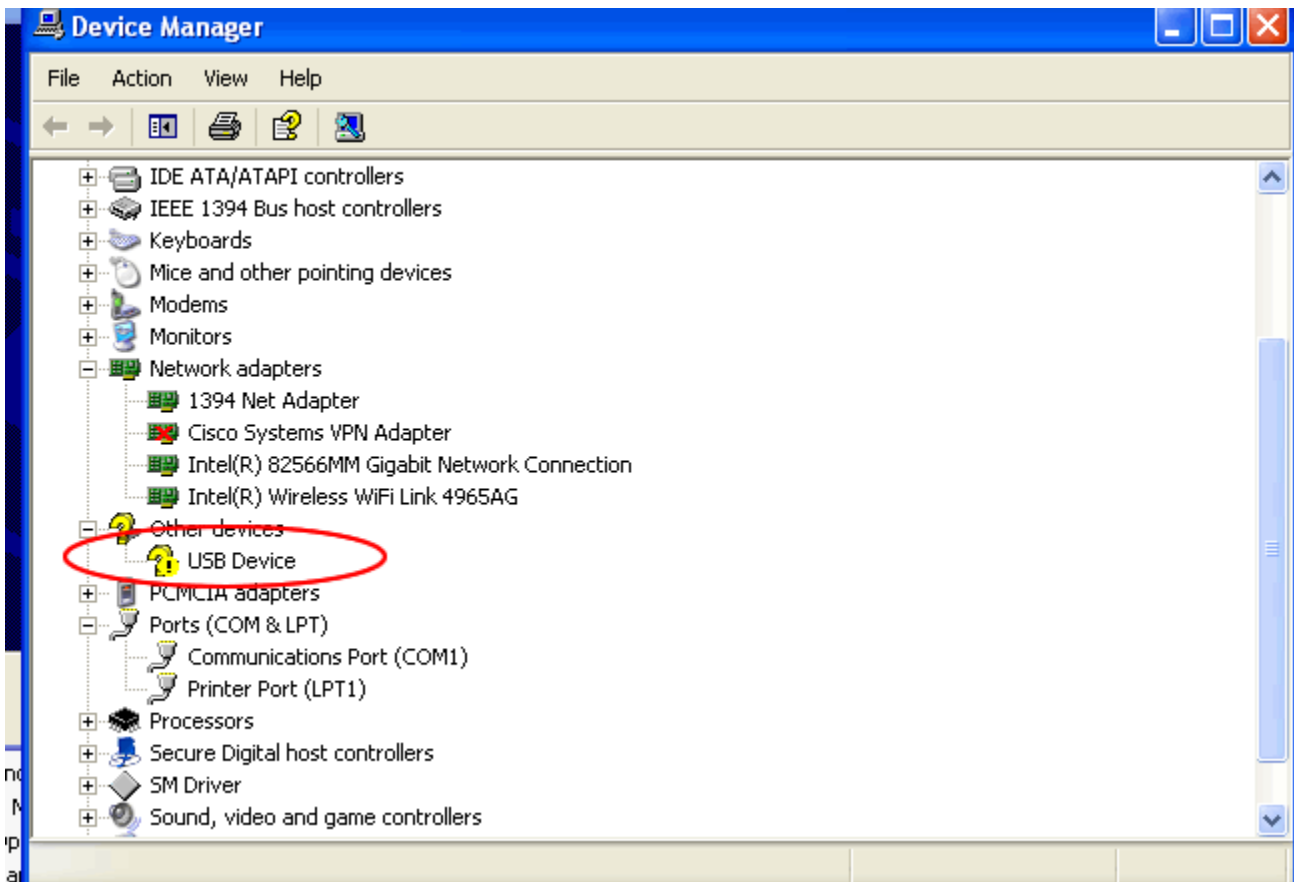 Device Manager
File Action View Help
IDE ATA/ATAPI controllers
IEEE 1394 Bus host controllers
Keyboards
Mice and other pointing devices
Modems
Monitors
Network adapters
1394 Net Adapter
Cisco Systems VPN Adapter
Intel(R) 82566MM Gigabit Network Connection
Intel(R) Wireless WiFi Link 4965AG
Other devices
USB Device
PCMCIA adapters
Ports (COM & LPT)
Communications Port (COM1)
Printer Port (LPT1)
Processors
Secure Digital host controllers
SM Driver
Sound, video and game controllers